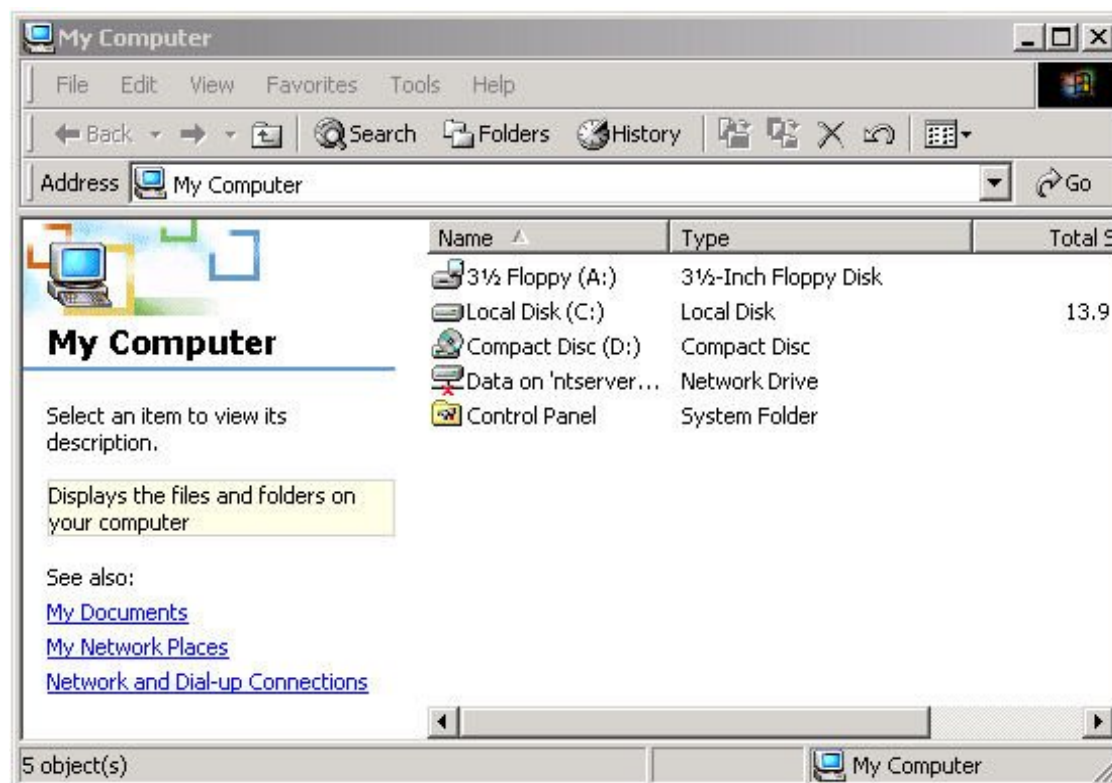 My Computer
File Edit View Favorites Tools Help
Back Search Folders History
Address My Computer Go
My Computer
Select an item to view its
description.
Displays the files and folders on
your computer
See also:
My Documents
My Network Places
Network and Dial-up Connections
Name Type Total S
3½ Floppy (A:) 3½-Inch Floppy Disk
Local Disk (C:) Local Disk 13.9
Compact Disc (D:) Compact Disc
Data on 'ntserver... Network Drive
Control Panel System Folder
5 object(s) My Computer